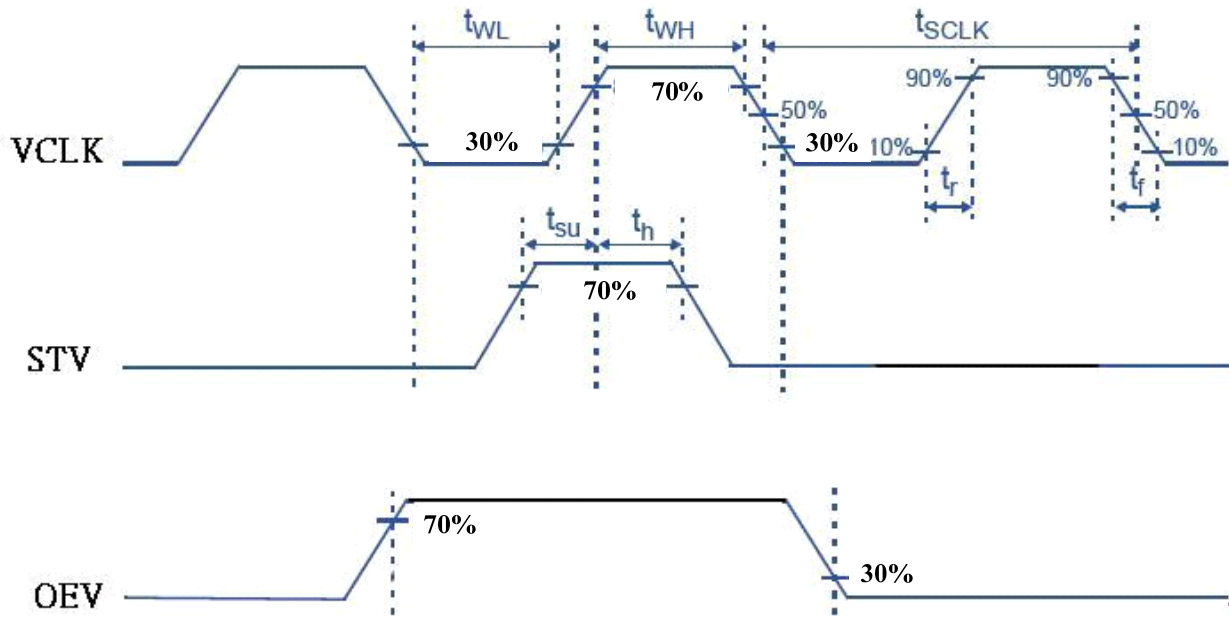 tWL tWH tSCLK
90% 90%
70%
50% 50%
VCLK 30% 30% 10% 10%
tr tf
tsu th
70%
STV
70%
30%
OEV